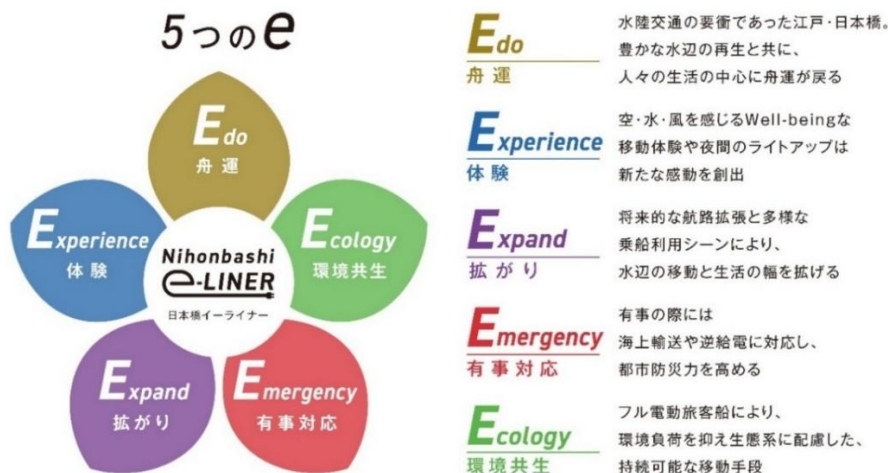 5つのe
Edo
舟運
Experience
体験
Ecology
環境共生
Nihonbashi
e-LINER
日本橋イーライナー
Expand
拡がり
Emergency
有事対応
Edo
舟運
水陸交通の要衝であった江戸・日本橋。
豊かな水辺の再生と共に、
人々の生活の中心に舟運が戻る
Experience
体験
空・水・風を感じるWell-beingな
移動体験や夜間のライトアップは
新たな感動を創出
Expand
拡がり
将来的な航路拡張と多様な
乗船利用シーンにより、
水辺の移動と生活の幅を拡げる
Emergency
有事対応
有事の際には
海上輸送や逆給電に対応し、
都市防災力を高める
Ecology
環境共生
フル電動旅客船により、
環境負荷を抑え生態系に配慮した、
持続可能な移動手段